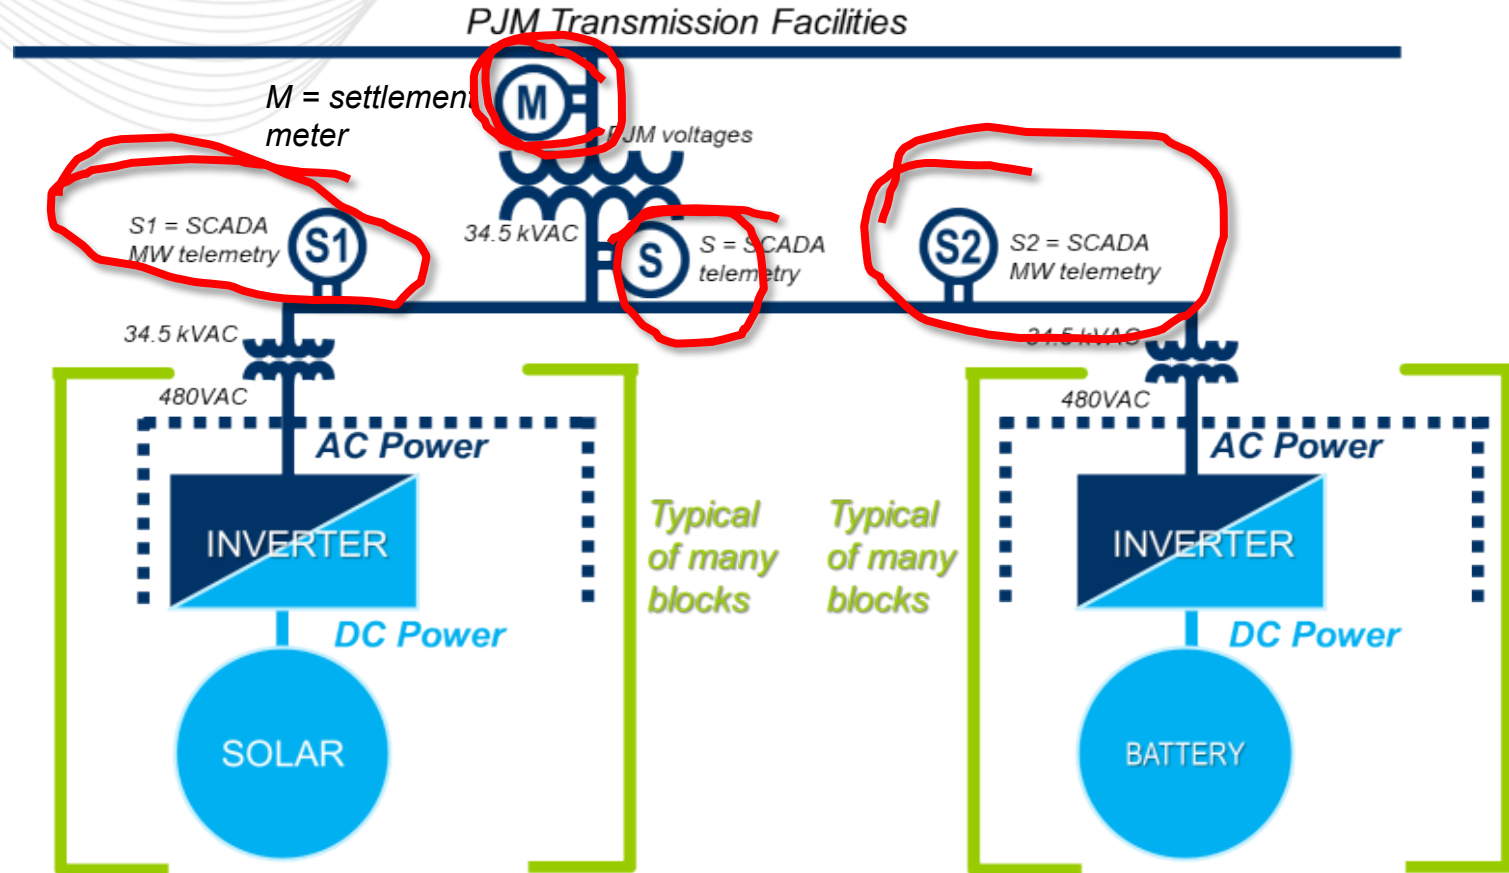 PJM Transmission Facilities
M = settlement
meter
M
PJM voltages
S1 = SCADA
MW telemetry
S1
34.5 kVAC
S
S = SCADA
telemetry
S2
S2 = SCADA
MW telemetry
34.5 kVAC
34.5 kVAC
480VAC
480VAC
AC Power
AC Power
INVERTER
INVERTER
Typical
of many
blocks
Typical
of many
blocks
DC Power
DC Power
SOLAR
BATTERY